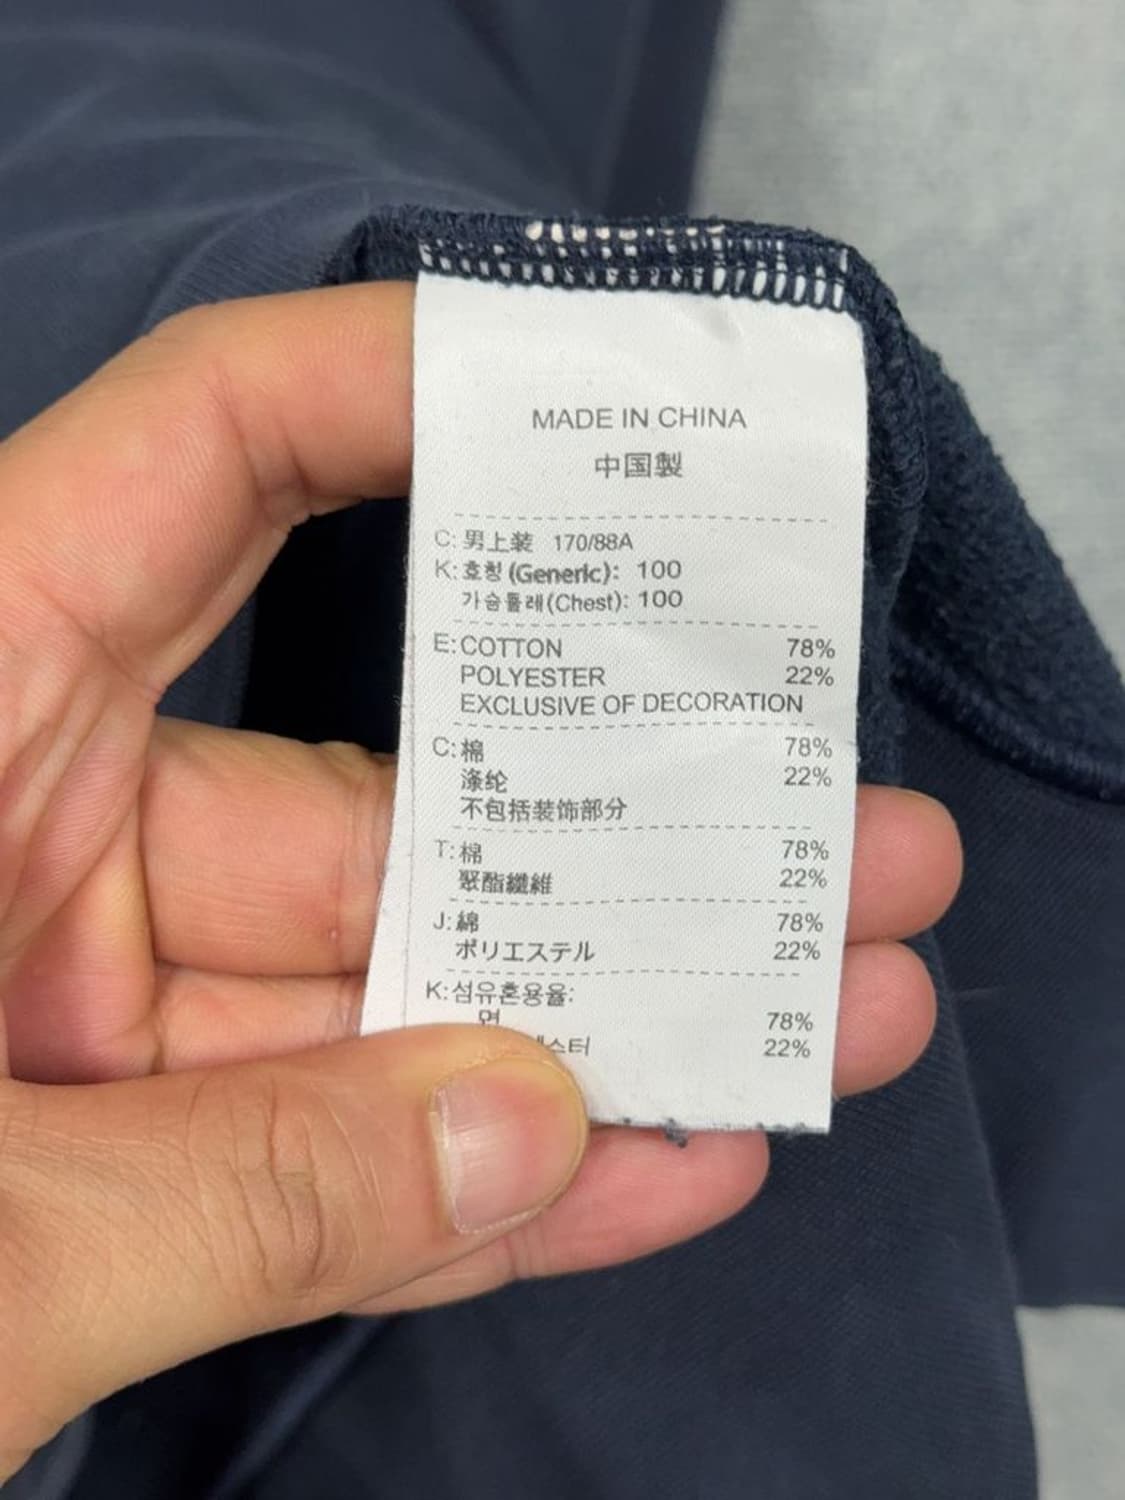 MADE IN CHINA
中国製
C: 男上装 170/88A
K: 호칭 (Generic): 100
가슴둘레(Chest): 100
E: COTTON 78%
POLYESTER 22%
EXCLUSIVE OF DECORATION
C: 棉 78%
涤纶 22%
不包括装饰部分
T: 棉 78%
聚酯纖維 22%
J: 綿 78%
ポリエステル 22%
K: 섬유혼용율:
면 78%
스터 22%